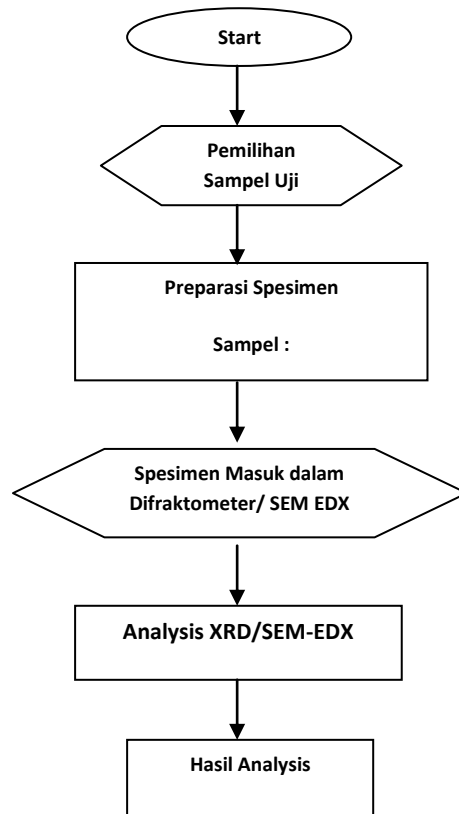 Start
Pemilihan
Sampel Uji
Preparasi Spesimen
Sampel :
Spesimen Masuk dalam
Difraktometer/ SEM EDX
Analysis XRD/SEM-EDX
Hasil Analysis